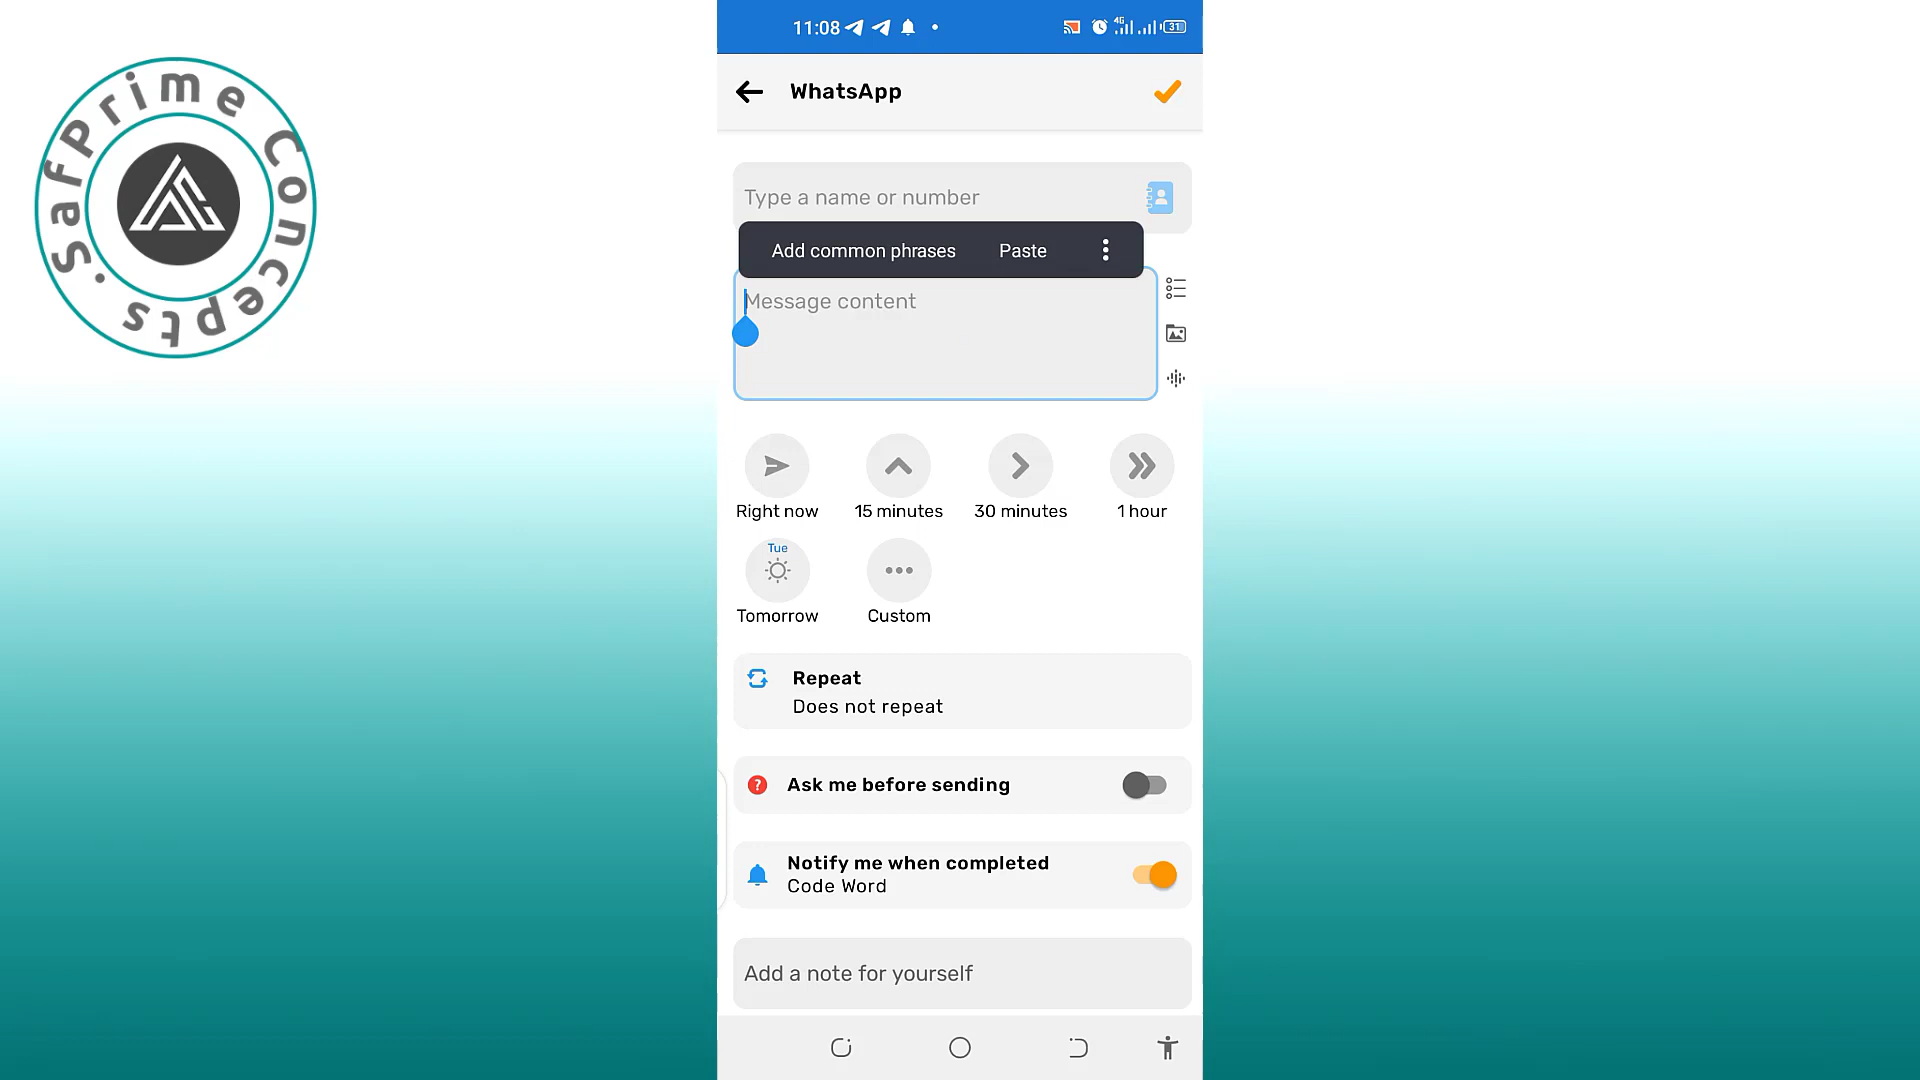 SafPrime Concepts.
11:08
4G
31
WhatsApp
Type a name or number
Add common phrases Paste
Message content
Right now 15 minutes 30 minutes 1 hour
Tue
Tomorrow Custom
Repeat
Does not repeat
? Ask me before sending
Notify me when completed
Code Word
Add a note for yourself